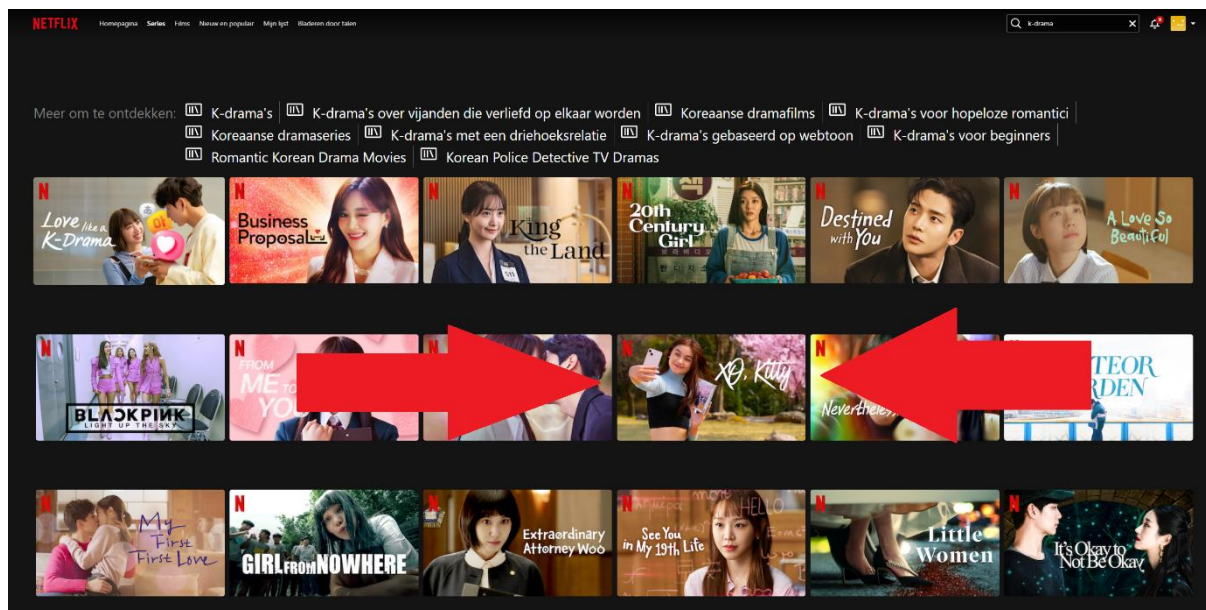 NETFLIX Homepagina Series Films Nieuw en populair Mijn lijst Bladeren door talen k-drama
Meer om te ontdekken: K-drama's K-drama's over vijanden die verliefd op elkaar worden Koreaanse dramafilms K-drama's voor hopeloze romantici
Koreaanse dramaseries K-drama's met een driehoeksrelatie K-drama's gebaseerd op webtoon K-drama's voor beginners
Romantic Korean Drama Movies Korean Police Detective TV Dramas
N
Love like a
K-Drama
N
Business
Proposal
N
King
the Land
N
20th
Century
Girl
N
Destined
with You
N
A Love So
Beautiful
N
BLACKPINK
LIGHT UP THE SKY
N
FROM
ME TO
YOU
N
N
XO, Kitty
N
TEOR
RDEN
N
My
First
First Love
N
GIRL FROM NOWHERE
N
Extraordinary
Attorney Woo
N
See You
in My 19th Life
HELLO
N
Little
Women
N
It's Okay to
Not Be Okay